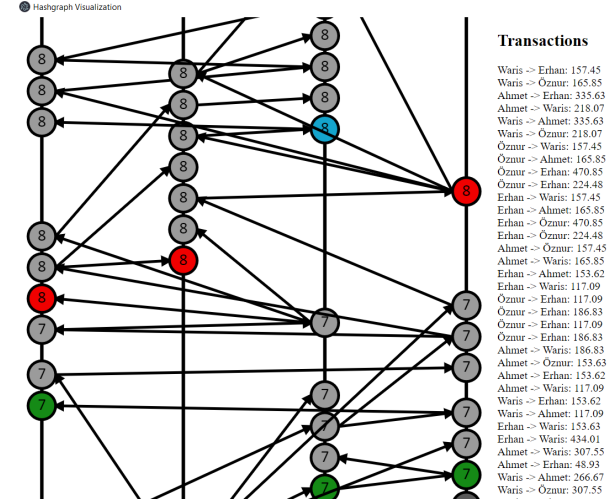 Hashgraph Visualization
Transactions
Waris -> Erhan: 157.45
Waris -> Öznur: 165.85
Ahmet -> Erhan: 335.63
Ahmet -> Waris: 218.07
Waris -> Ahmet: 335.63
Waris -> Öznur: 218.07
Öznur -> Waris: 157.45
Öznur -> Ahmet: 165.85
Öznur -> Erhan: 470.85
Öznur -> Erhan: 224.48
Erhan -> Waris: 157.45
Erhan -> Ahmet: 165.85
Erhan -> Öznur: 470.85
Erhan -> Öznur: 224.48
Ahmet -> Öznur: 157.45
Ahmet -> Waris: 165.85
Erhan -> Ahmet: 153.62
Erhan -> Waris: 117.09
Öznur -> Erhan: 117.09
Öznur -> Erhan: 186.83
Erhan -> Öznur: 117.09
Öznur -> Erhan: 186.83
Ahmet -> Waris: 186.83
Ahmet -> Öznur: 153.63
Ahmet -> Erhan: 153.62
Ahmet -> Waris: 117.09
Waris -> Erhan: 153.62
Waris -> Ahmet: 117.09
Erhan -> Waris: 153.63
Erhan -> Waris: 434.01
Ahmet -> Waris: 307.55
Ahmet -> Erhan: 48.93
Waris -> Ahmet: 266.67
Waris -> Öznur: 307.55
8
8
8
8
8
8
7
7
7
8
8
8
8
8
8
8
8
8
8
8
7
7
7
7
7
8
7
7
7
7
7
7